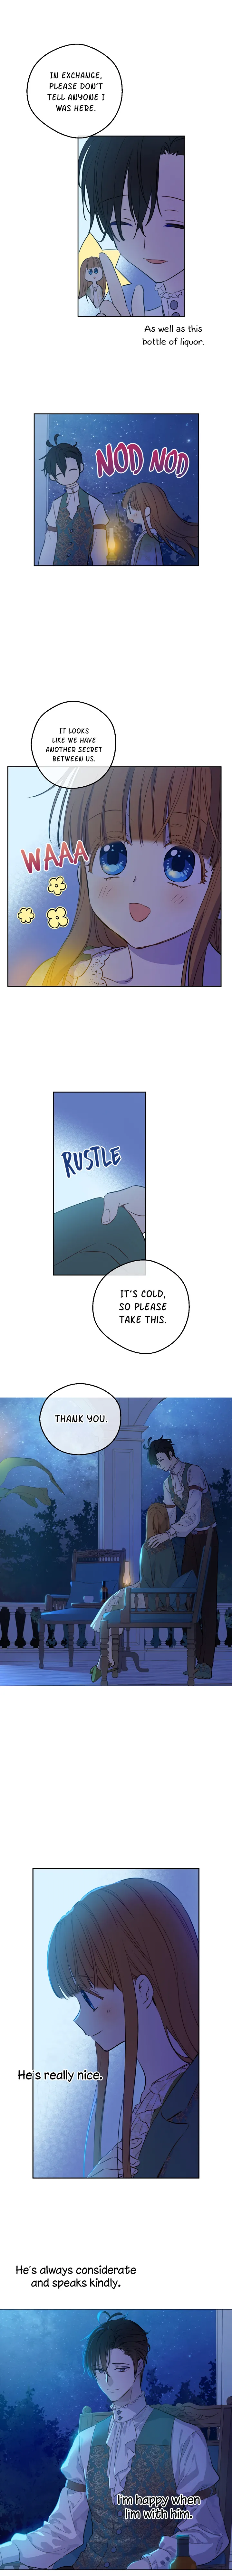 IN EXCHANGE,
PLEASE DON'T
TELL ANYONE I
WAS HERE.
As well as this
bottle of liquor.
NOD NOD
IT LOOKS
LIKE WE HAVE
ANOTHER SECRET
BETWEEN US.
WAAA
RUSTLE
IT'S COLD,
SO PLEASE
TAKE THIS.
THANK YOU.
He's really nice.
He's always considerate
and speaks kindly.
I'm happy when
I'm with him.